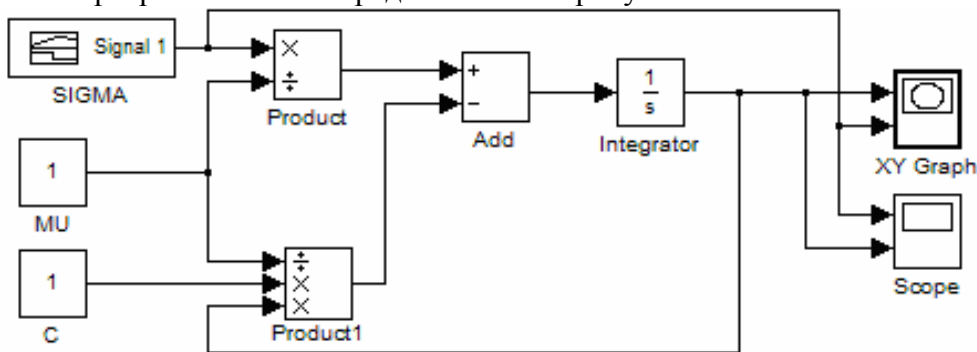 Signal 1
SIGMA
×
÷
Product
1
MU
1
C
÷
×
×
Product1
+
−
Add
1
s
Integrator
XY Graph
Scope